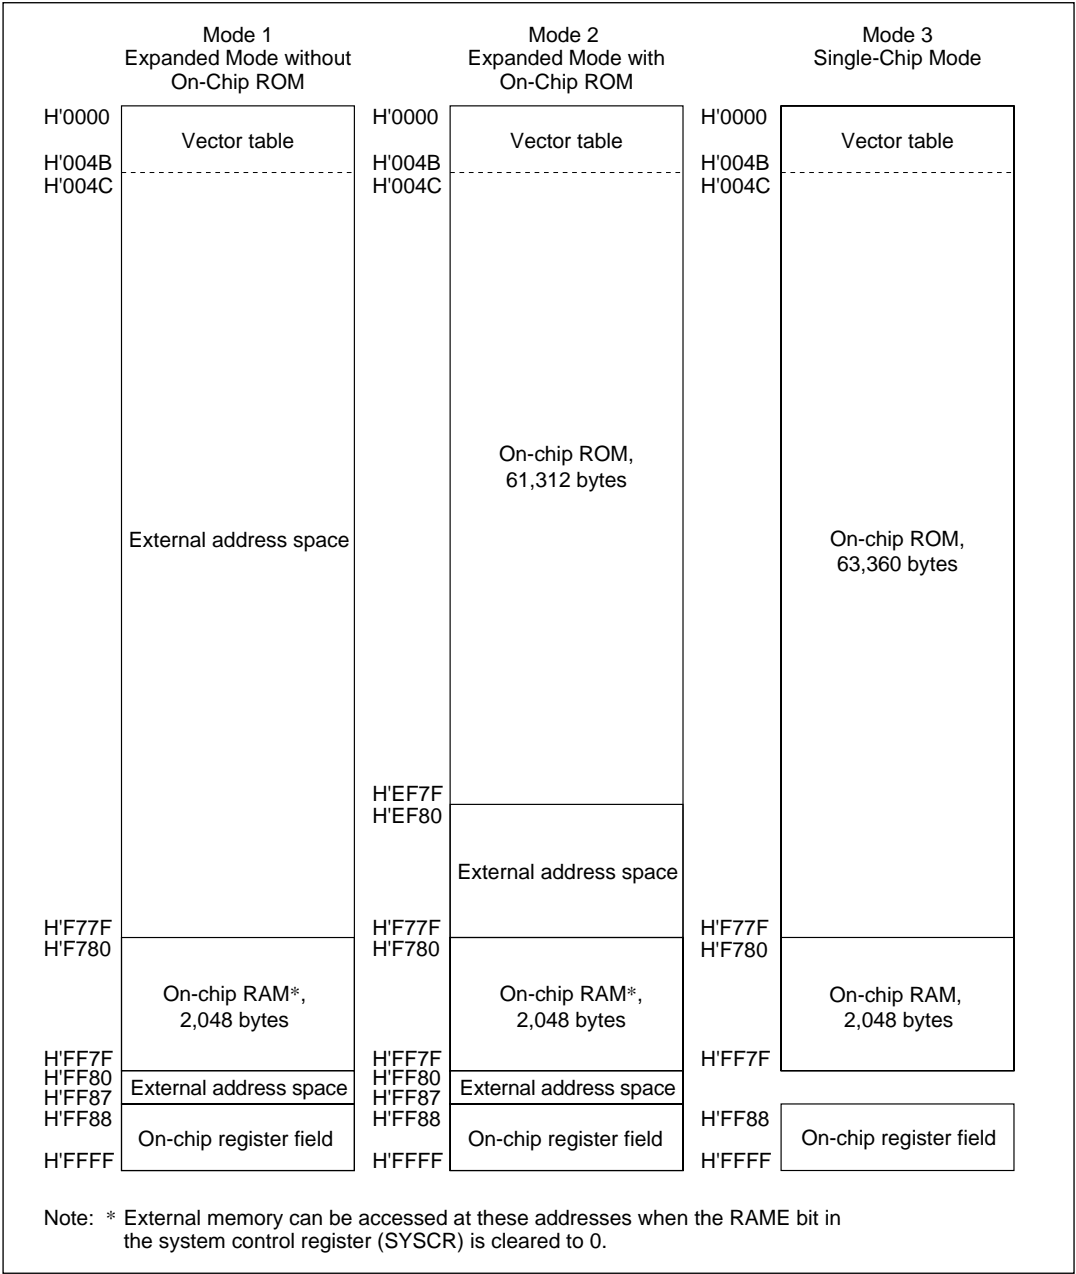 Mode 1
Expanded Mode without
On-Chip ROM
H'0000
Vector table
H'004B
H'004C
External address space
H'F77F
H'F780
On-chip RAM*,
2,048 bytes
H'FF7F
H'FF80
External address space
H'FF87
H'FF88
On-chip register field
H'FFFF
Mode 2
Expanded Mode with
On-Chip ROM
H'0000
Vector table
H'004B
H'004C
On-chip ROM,
61,312 bytes
H'EF7F
H'EF80
External address space
H'F77F
H'F780
On-chip RAM*,
2,048 bytes
H'FF7F
H'FF80
External address space
H'FF87
H'FF88
On-chip register field
H'FFFF
Mode 3
Single-Chip Mode
H'0000
Vector table
H'004B
H'004C
On-chip ROM,
63,360 bytes
H'F77F
H'F780
On-chip RAM,
2,048 bytes
H'FF7F
H'FF88
On-chip register field
H'FFFF
Note: * External memory can be accessed at these addresses when the RAME bit in
the system control register (SYSCR) is cleared to 0.